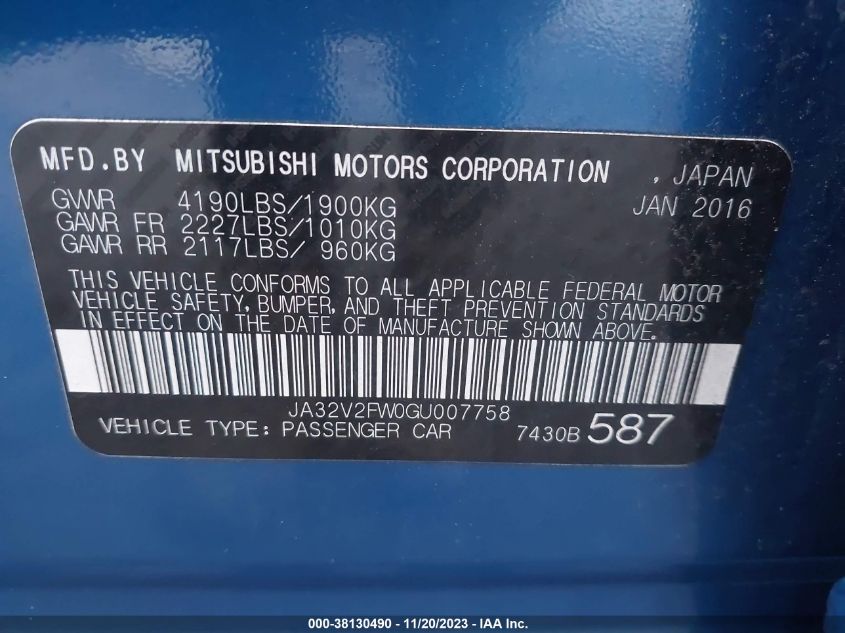 MFD.BY MITSUBISHI MOTORS CORPORATION , JAPAN
GVWR 4190LBS/1900KG JAN 2016
GAWR FR 2227LBS/1010KG
GAWR RR 2117LBS/ 960KG
THIS VEHICLE CONFORMS TO ALL APPLICABLE FEDERAL MOTOR
VEHICLE SAFETY, BUMPER, AND THEFT PREVENTION STANDARDS
IN EFFECT ON THE DATE OF MANUFACTURE SHOWN ABOVE.
JA32V2FW0GU007758
VEHICLE TYPE: PASSENGER CAR 7430B 587
000-38130490 - 11/20/2023 - IAA Inc.